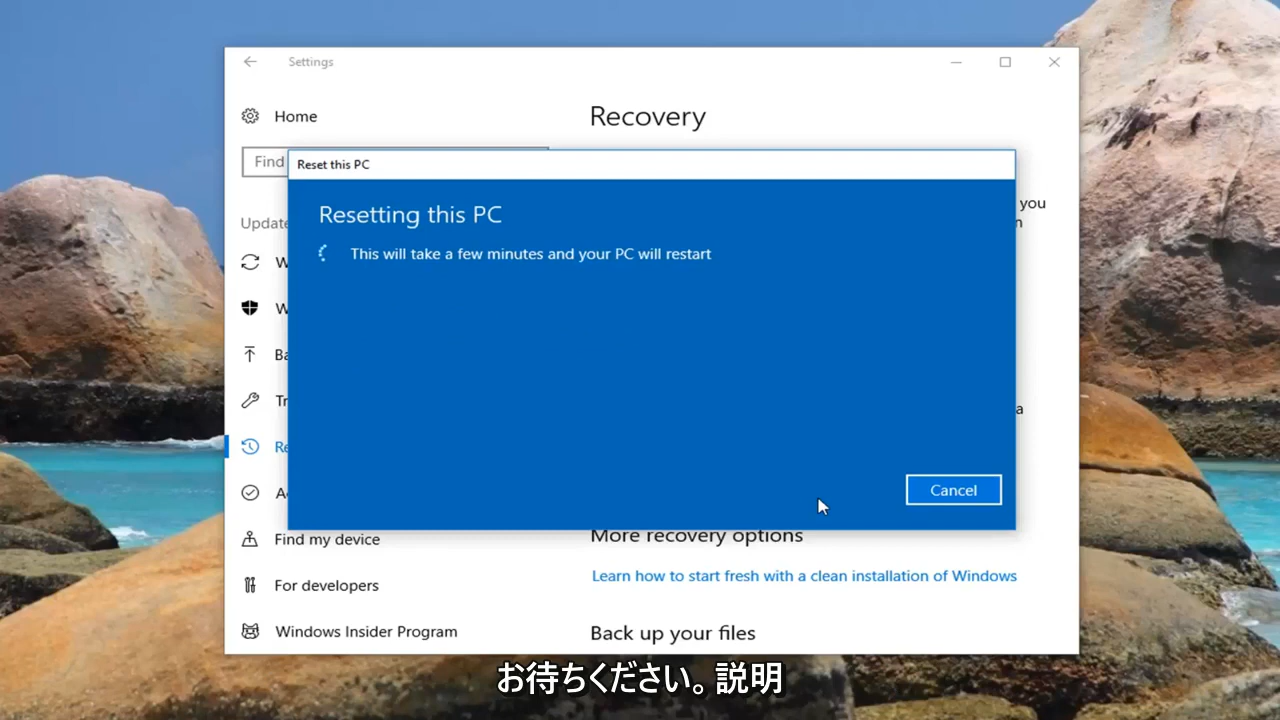 Settings
Home
Recovery
Find
Reset this PC
you
Update
Resetting this PC
This will take a few minutes and your PC will restart
W
W
Ba
Tr
a
Re
Cancel
Find my device
More recovery options
For developers
Learn how to start fresh with a clean installation of Windows
Windows Insider Program
Back up your files
お待ちください。説明